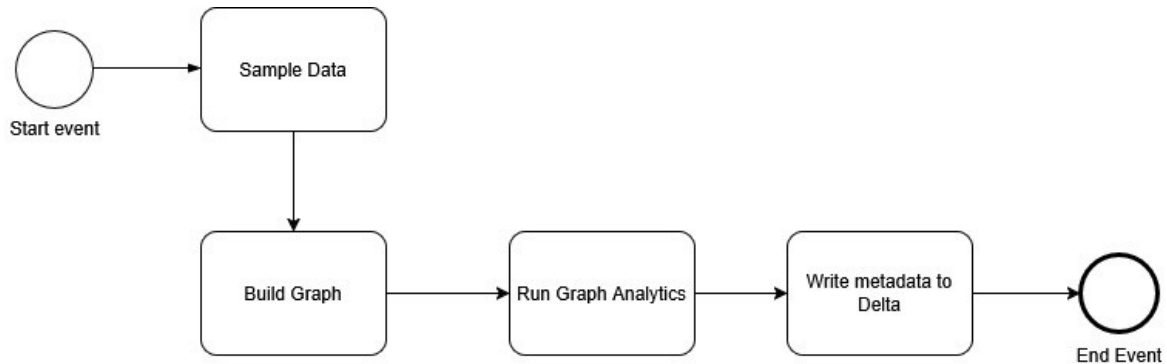 Sample Data
Start event
Build Graph
Run Graph Analytics
Write metadata to
Delta
End Event